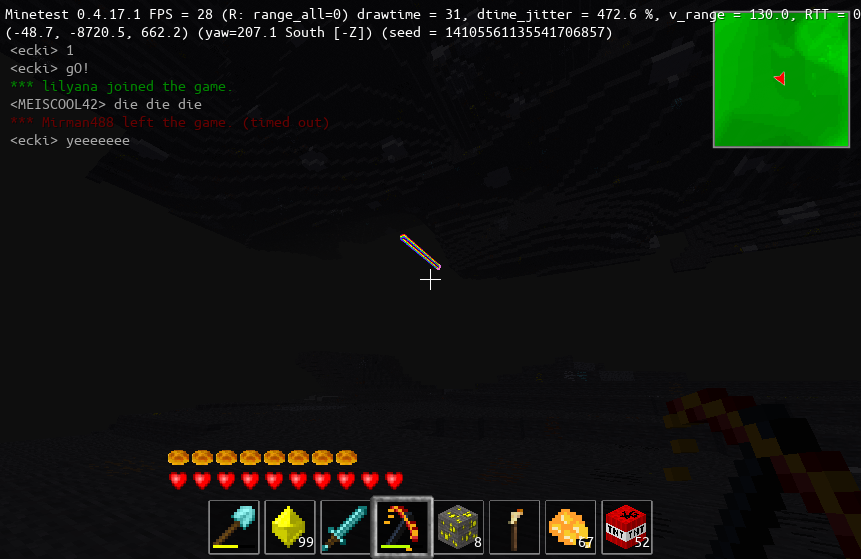 Minetest 0.4.17.1 FPS = 28 (R: range_all=0) drawtime = 31, dtime_jitter = 472.6 %, v_range = 130.0, RTT = 0
(-48.7, -8720.5, 662.2) (yaw=207.1 South [-Z]) (seed = 14105561135541706857)
<ecki> 1
<ecki> gO!
*** lilyana joined the game.
<MEISCOOL42> die die die
*** Mirman488 left the game. (timed out)
<ecki> yeeeeeee
99
8
67
TNT
52